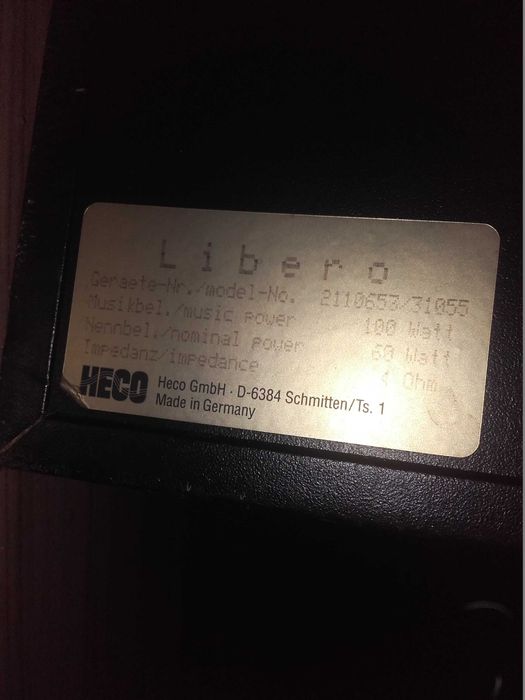 Libero
Geraete-Nr./model-No. 2110653/31055
Musikbel./music power 100 Watt
Nennbel./nominal power 60 Watt
Impedanz/impedance 4 Ohm
HECO Heco GmbH · D-6384 Schmitten/Ts. 1
Made in Germany